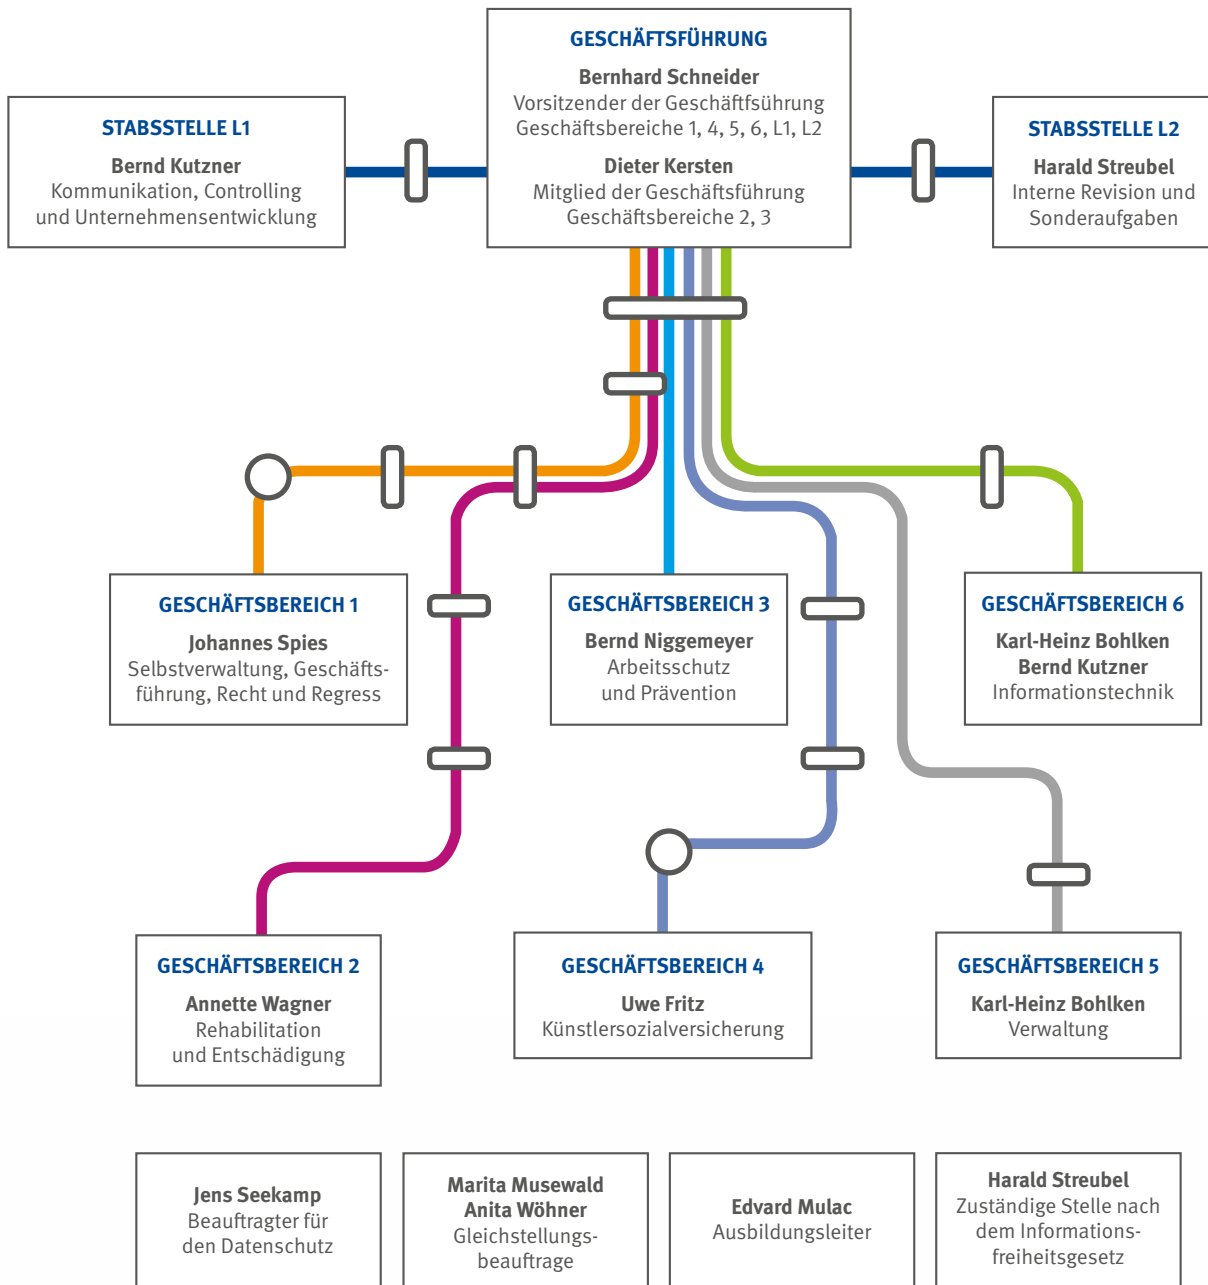 GESCHÄFTSFÜHRUNG
Bernhard Schneider
Vorsitzender der Geschäftfsührung
Geschäftsbereiche 1, 4, 5, 6, L1, L2
Dieter Kersten
Mitglied der Geschäftsführung
Geschäftsbereiche 2, 3
STABSSTELLE L1
Bernd Kutzner
Kommunikation, Controlling
und Unternehmensentwicklung
STABSSTELLE L2
Harald Streubel
Interne Revision und
Sonderaufgaben
GESCHÄFTSBEREICH 1
Johannes Spies
Selbstverwaltung, Geschäfts-
führung, Recht und Regress
GESCHÄFTSBEREICH 3
Bernd Niggemeyer
Arbeitsschutz
und Prävention
GESCHÄFTSBEREICH 6
Karl-Heinz Bohlken
Bernd Kutzner
Informationstechnik
GESCHÄFTSBEREICH 2
Annette Wagner
Rehabilitation
und Entschädigung
GESCHÄFTSBEREICH 4
Uwe Fritz
Künstlersozialversicherung
GESCHÄFTSBEREICH 5
Karl-Heinz Bohlken
Verwaltung
Jens Seekamp
Beauftragter für
den Datenschutz
Marita Musewald
Anita Wöhner
Gleichstellungs-
beauftrage
Edvard Mulac
Ausbildungsleiter
Harald Streubel
Zuständige Stelle nach
dem Informations-
freiheitsgesetz